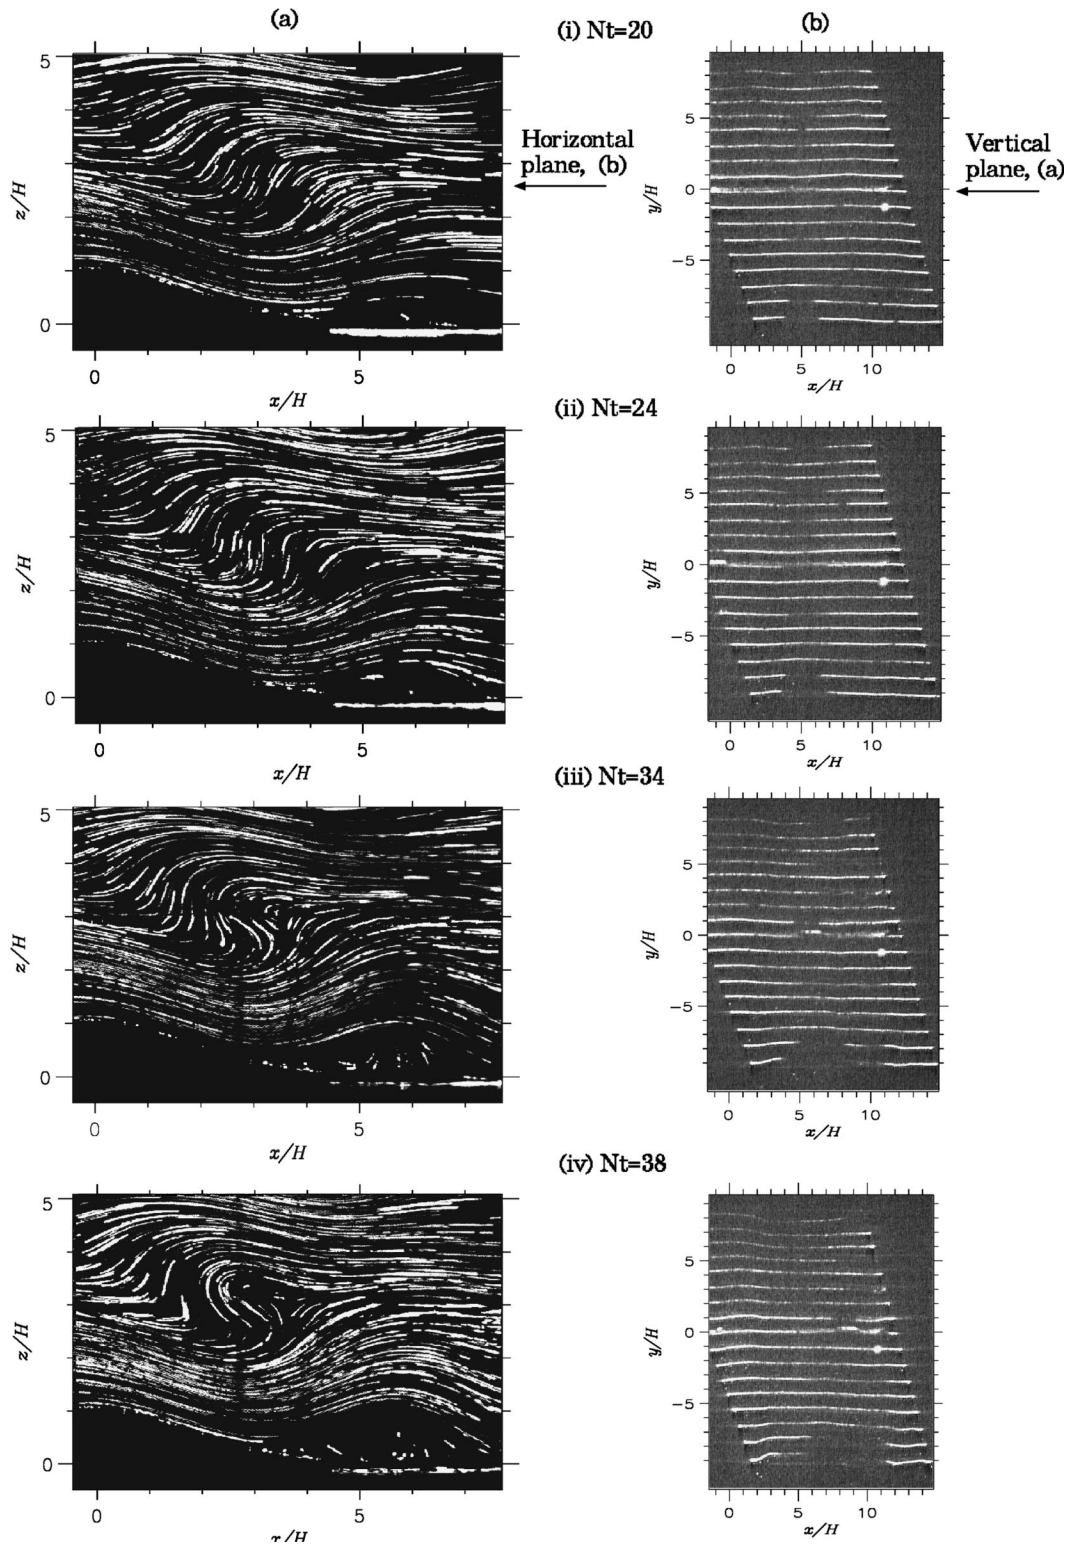 (a)
(i) Nt=20
(b)
5
z/H
0
0
5
x/H
Horizontal
plane, (b)
5
0
−5
y/H
0
5
10
x/H
Vertical
plane, (a)
(ii) Nt=24
5
z/H
0
0
5
x/H
5
0
−5
y/H
0
5
10
x/H
(iii) Nt=34
5
z/H
0
0
5
x/H
5
0
−5
y/H
0
5
10
x/H
(iv) Nt=38
5
z/H
0
0
5
x/H
5
0
−5
y/H
0
5
10
x/H